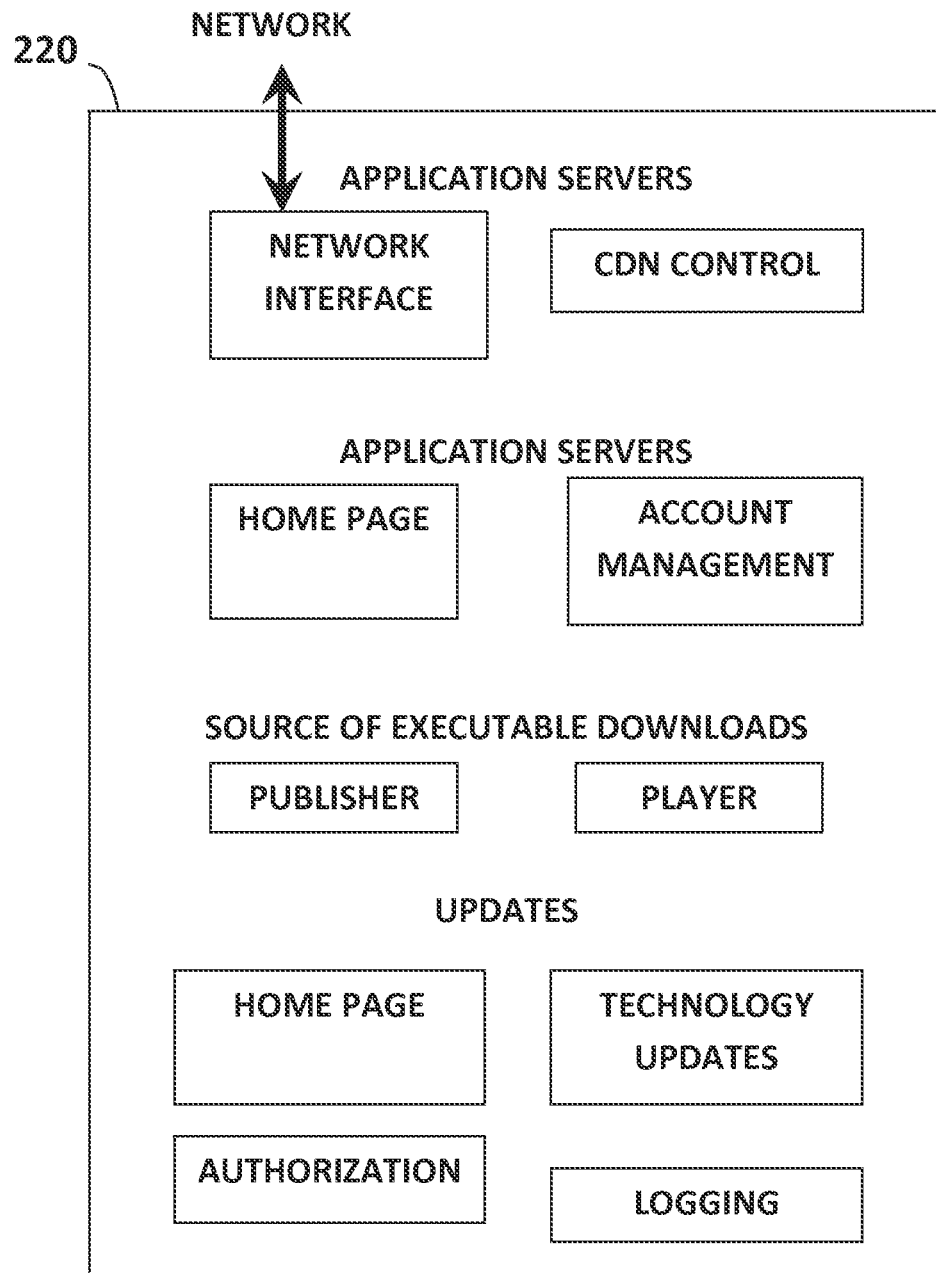 NETWORK
220
APPLICATION SERVERS
NETWORK
INTERFACE
CDN CONTROL
APPLICATION SERVERS
HOME PAGE
ACCOUNT
MANAGEMENT
SOURCE OF EXECUTABLE DOWNLOADS
PUBLISHER
PLAYER
UPDATES
HOME PAGE
TECHNOLOGY
UPDATES
AUTHORIZATION
LOGGING